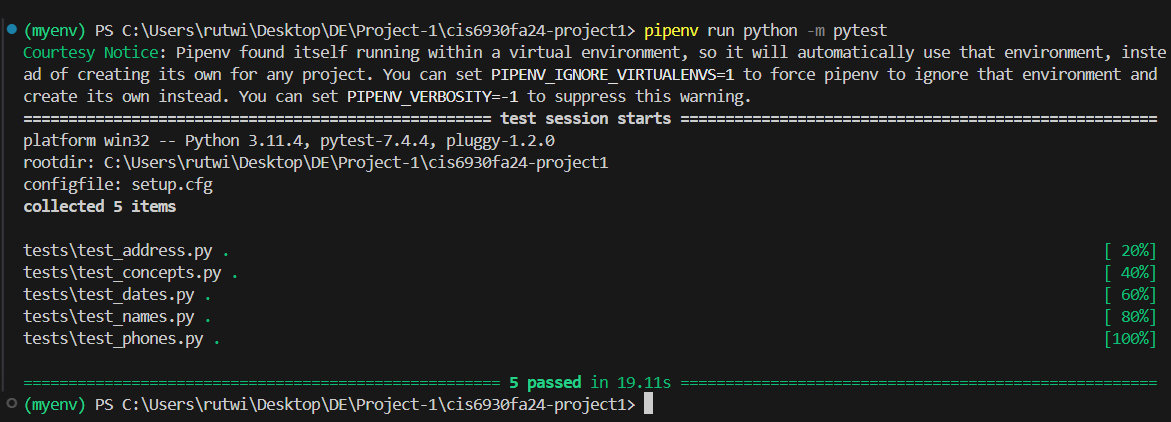 (myenv) PS C:\Users\rutwi\Desktop\DE\Project-1\cis6930fa24-project1> pipenv run python -m pytest
Courtesy Notice: Pipenv found itself running within a virtual environment, so it will automatically use that environment, inste
ad of creating its own for any project. You can set PIPENV_IGNORE_VIRTUALENVS=1 to force pipenv to ignore that environment and
create its own instead. You can set PIPENV_VERBOSITY=-1 to suppress this warning.
==================================================== test session starts =====================================================
platform win32 -- Python 3.11.4, pytest-7.4.4, pluggy-1.2.0
rootdir: C:\Users\rutwi\Desktop\DE\Project-1\cis6930fa24-project1
configfile: setup.cfg
collected 5 items
tests\test_address.py . [ 20%]
tests\test_concepts.py . [ 40%]
tests\test_dates.py . [ 60%]
tests\test_names.py . [ 80%]
tests\test_phones.py . [100%]
===================================================== 5 passed in 19.11s =====================================================
(myenv) PS C:\Users\rutwi\Desktop\DE\Project-1\cis6930fa24-project1>